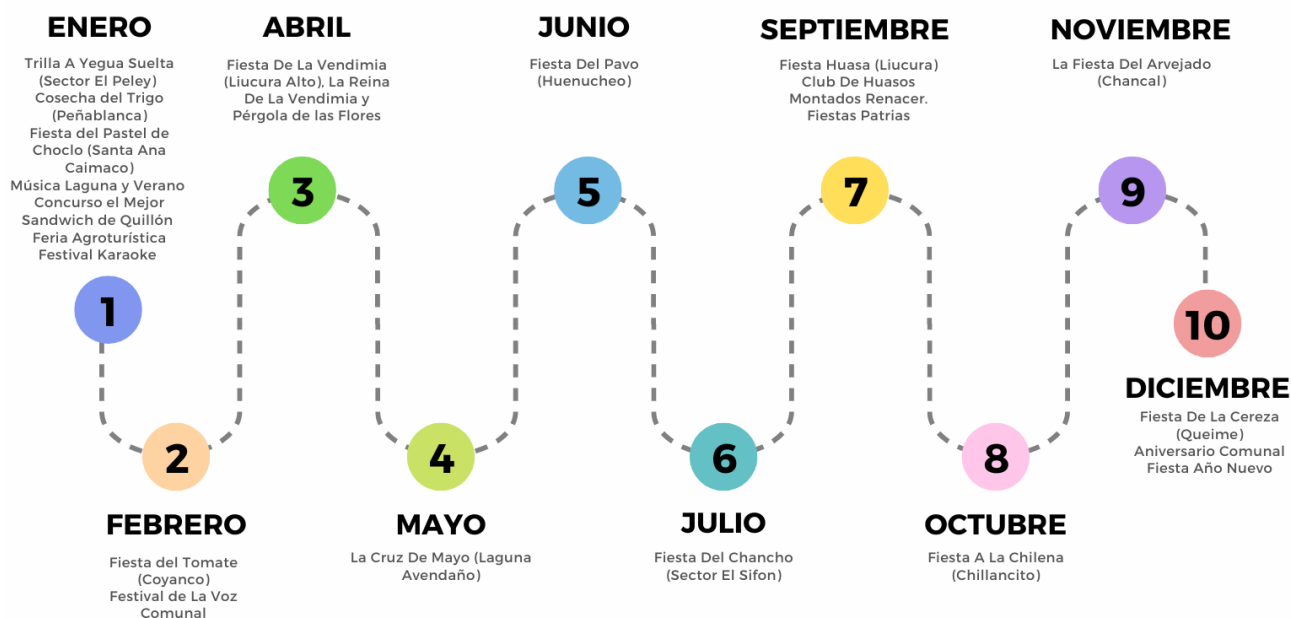 ENERO
Trilla A Yegua Suelta
(Sector El Peley)
Cosecha del Trigo
(Peñablanca)
Fiesta del Pastel de
Choclo (Santa Ana
Caimaco)
Música Laguna y Verano
Concurso el Mejor
Sandwich de Quillón
Feria Agroturística
Festival Karaoke
1
2
FEBRERO
Fiesta del Tomate
(Coyanco)
Festival de La Voz
Comunal
ABRIL
Fiesta De La Vendimia
(Liucura Alto), La Reina
De La Vendimia y
Pérgola de las Flores
3
4
MAYO
La Cruz De Mayo (Laguna
Avendaño)
JUNIO
Fiesta Del Pavo
(Huenucheo)
5
6
JULIO
Fiesta Del Chancho
(Sector El Sifon)
SEPTIEMBRE
Fiesta Huasa (Liucura)
Club De Huasos
Montados Renacer.
Fiestas Patrias
7
8
OCTUBRE
Fiesta A La Chilena
(Chillancito)
NOVIEMBRE
La Fiesta Del Arvejado
(Chancal)
9
10
DICIEMBRE
Fiesta De La Cereza
(Queime)
Aniversario Comunal
Fiesta Año Nuevo